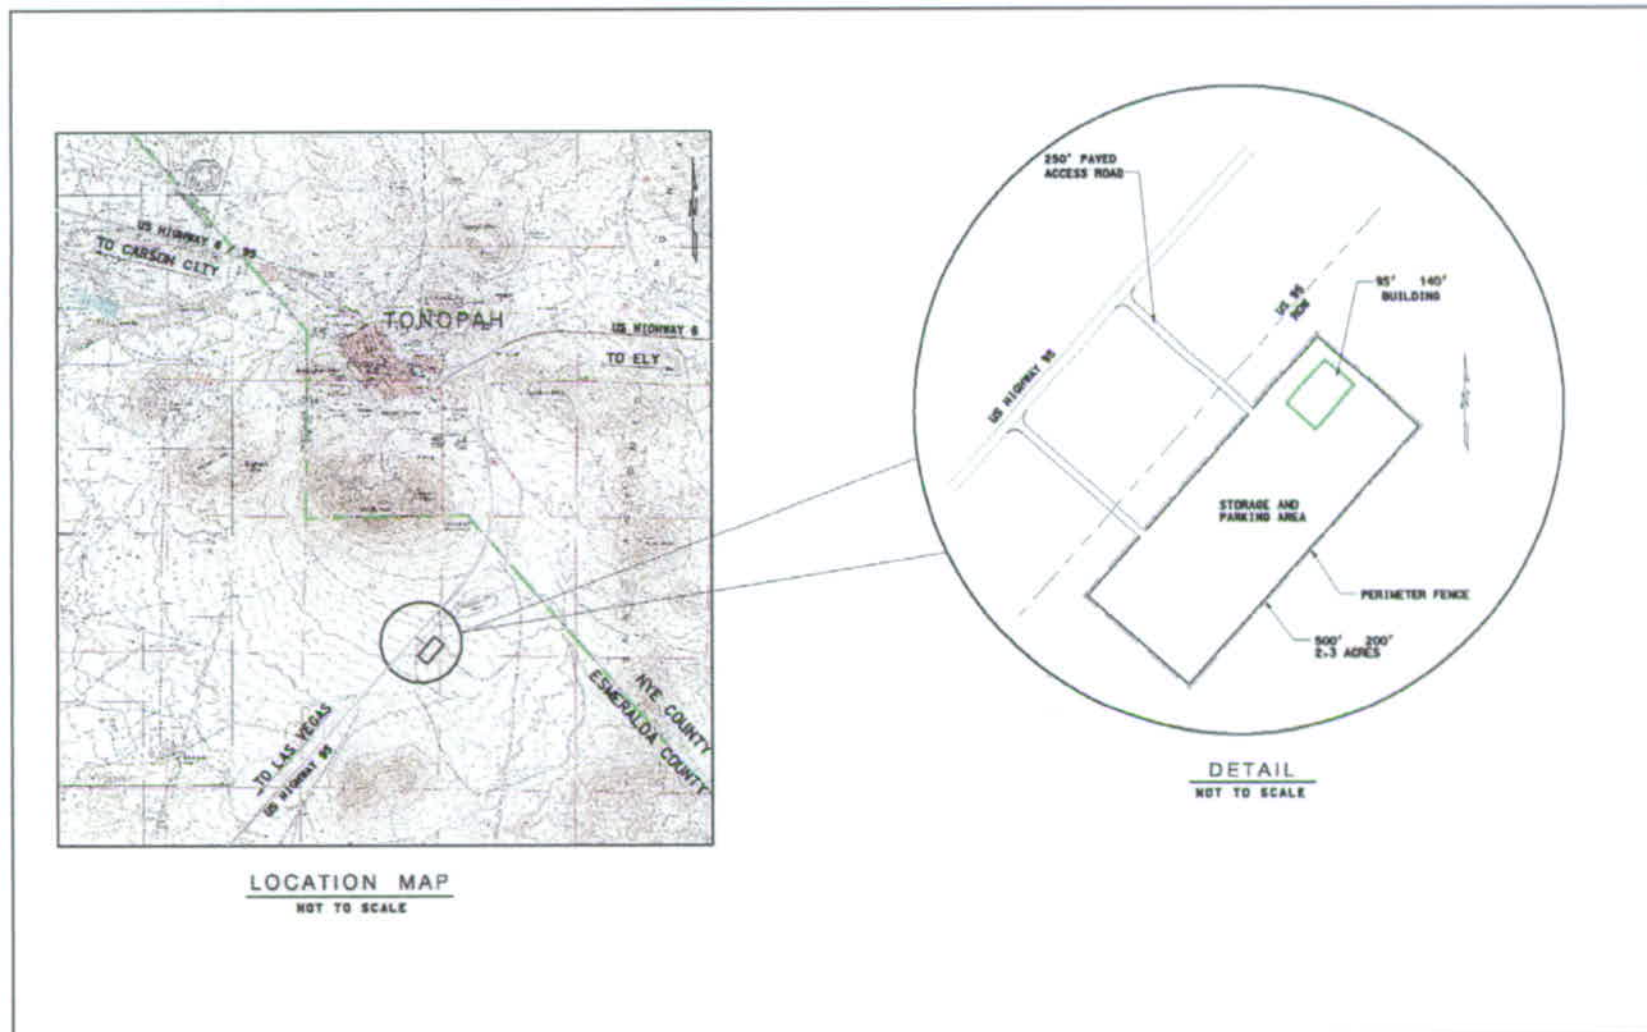 US HIGHWAY 6 / 95
TO CARSON CITY
TONOPAH
US HIGHWAY 6
TO ELY
NYE COUNTY
ESMERALDA COUNTY
TO LAS VEGAS
US HIGHWAY 95
LOCATION MAP
NOT TO SCALE
250' PAVED
ACCESS ROAD
US 95
ROW
95' 140'
BUILDING
US HIGHWAY 95
STORAGE AND
PARKING AREA
PERIMETER FENCE
500' 200'
2.3 ACRES
DETAIL
NOT TO SCALE